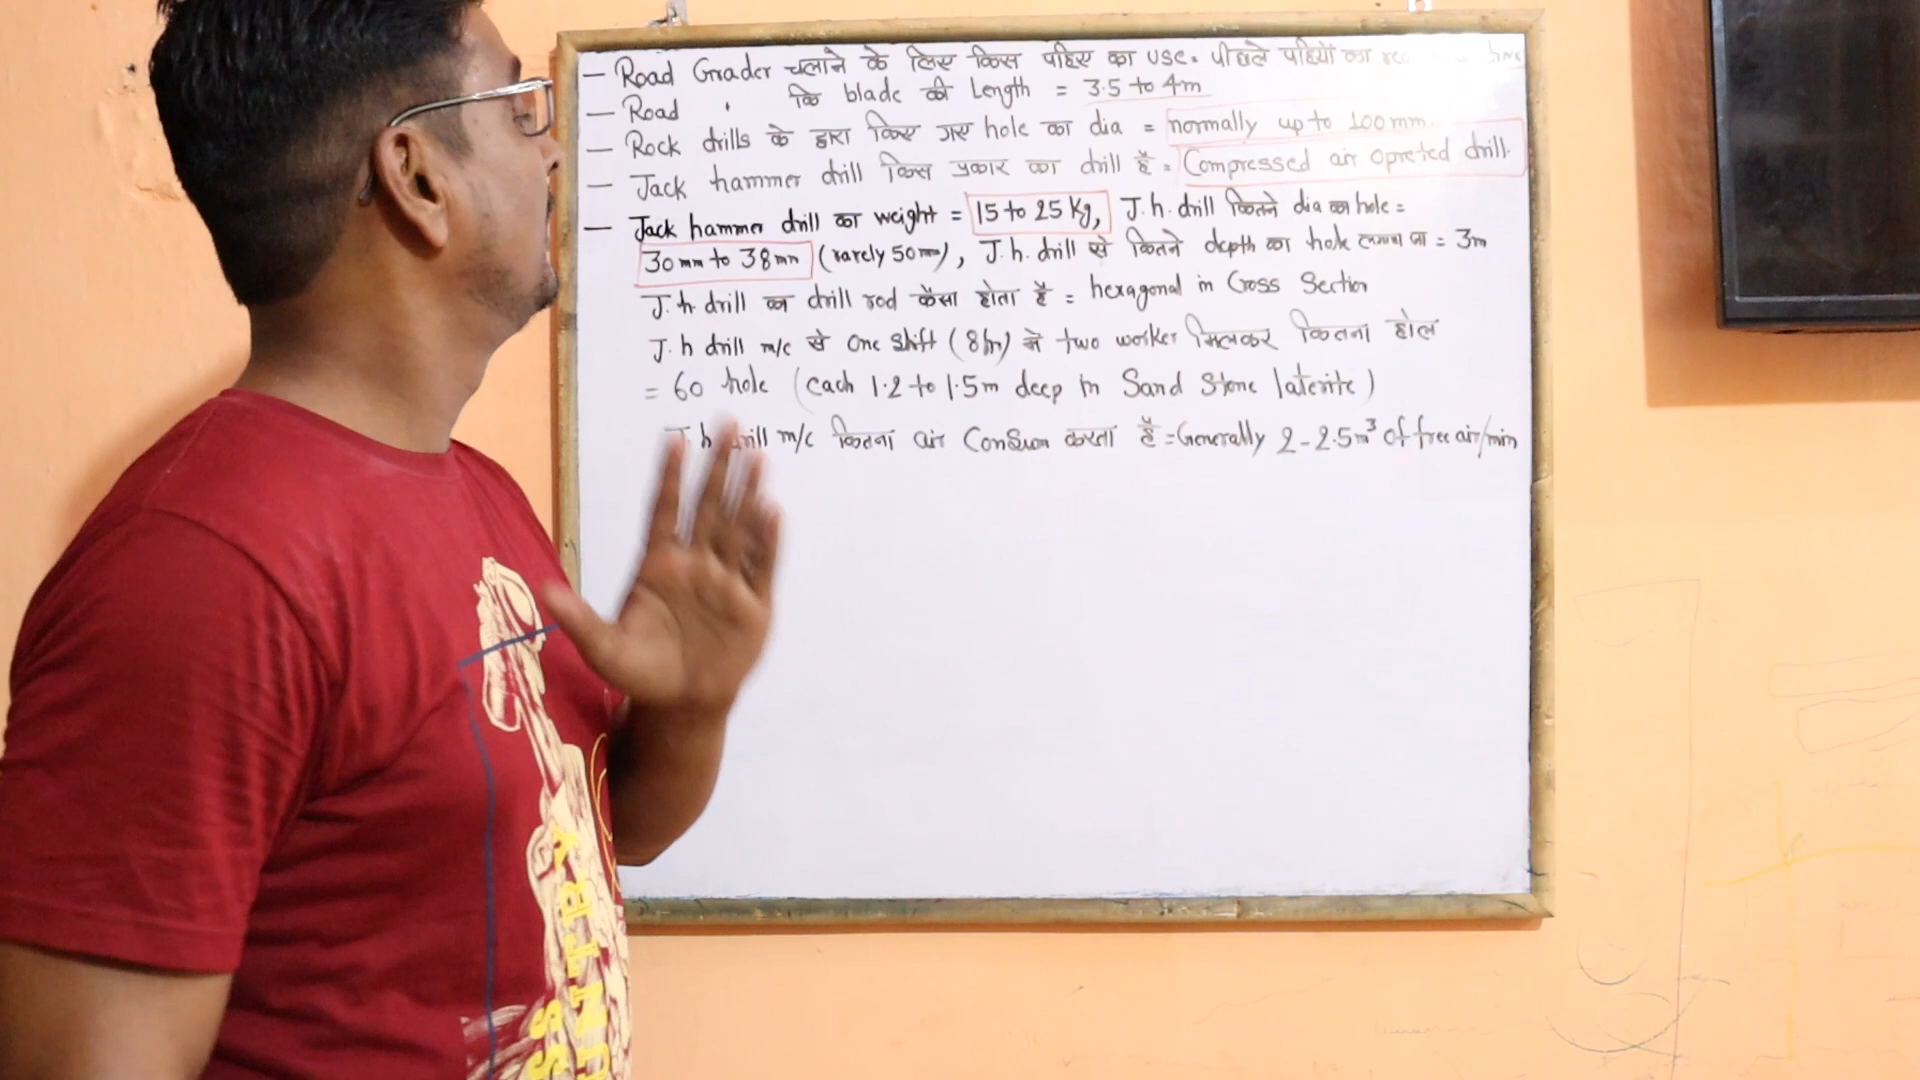 — Road Grader चलाने के लिए किस पहिए का use. पीछले पहियों का
— Road " कि blade की Length = 3.5 to 4m
— Rock drills के द्वारा किए गए hole का dia = normally up to 100mm.
— Jack hammer drill किस प्रकार का drill है = Compressed air opreted drill.
— Jack hammer drill का weight = 15 to 25 Kg, J.h. drill कितने dia का hole =
30mm to 38mm (rarely 50mm), J.h. drill से कितने depth का hole जा = 3m
J.h drill का drill rod कैसा होता है = hexagonal in Cross Section
J.h drill m/c से One Shift (8hr) मे two worker मिलकर कितना होल
= 60 hole (each 1.2 to 1.5m deep in Sand Stone laterite)
J.h drill m/c कितना air Consum करता है = Generally 2-2.5m³ of free air/min
SS
UNTBY